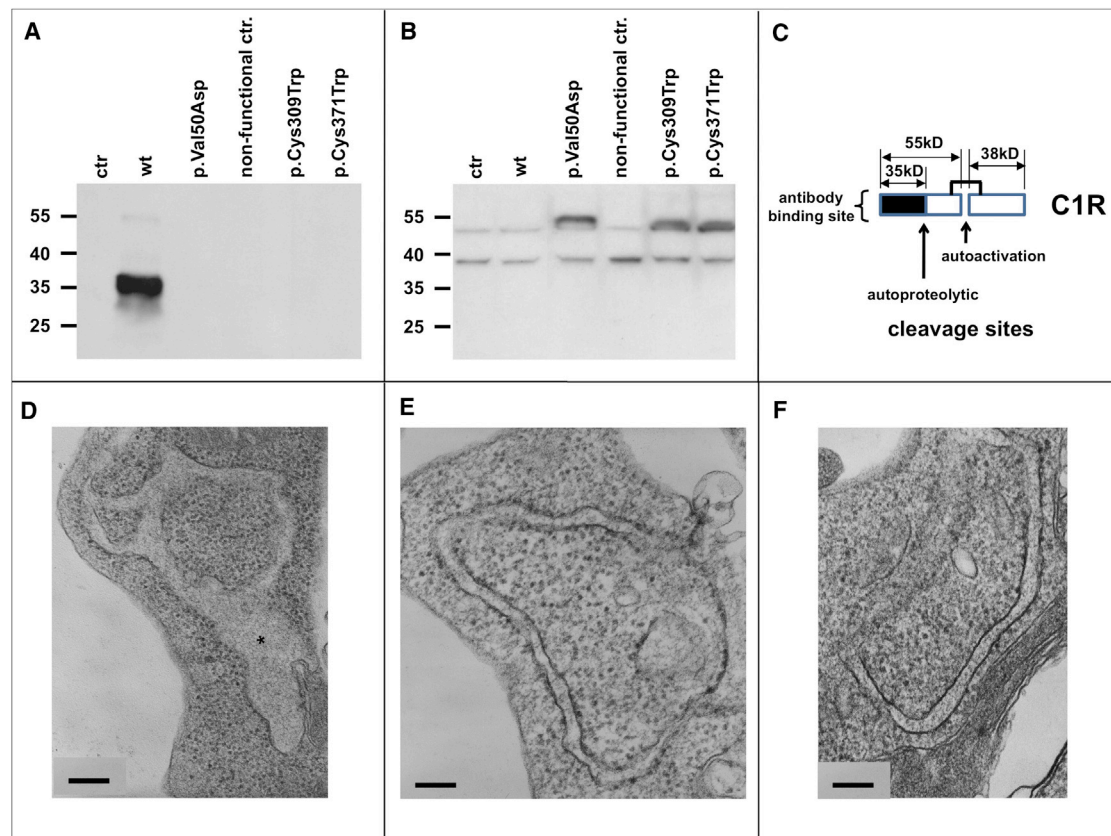 A
ctr
wt
p.Val50Asp
non-functional ctr.
p.Cys309Trp
p.Cys371Trp
55
40
35
25
B
ctr
wt
p.Val50Asp
non-functional ctr.
p.Cys309Trp
p.Cys371Trp
55
40
35
25
C
55kD
38kD
35kD
antibody
binding site
C1R
autoactivation
autoproteolytic
cleavage sites
D
*
E
F